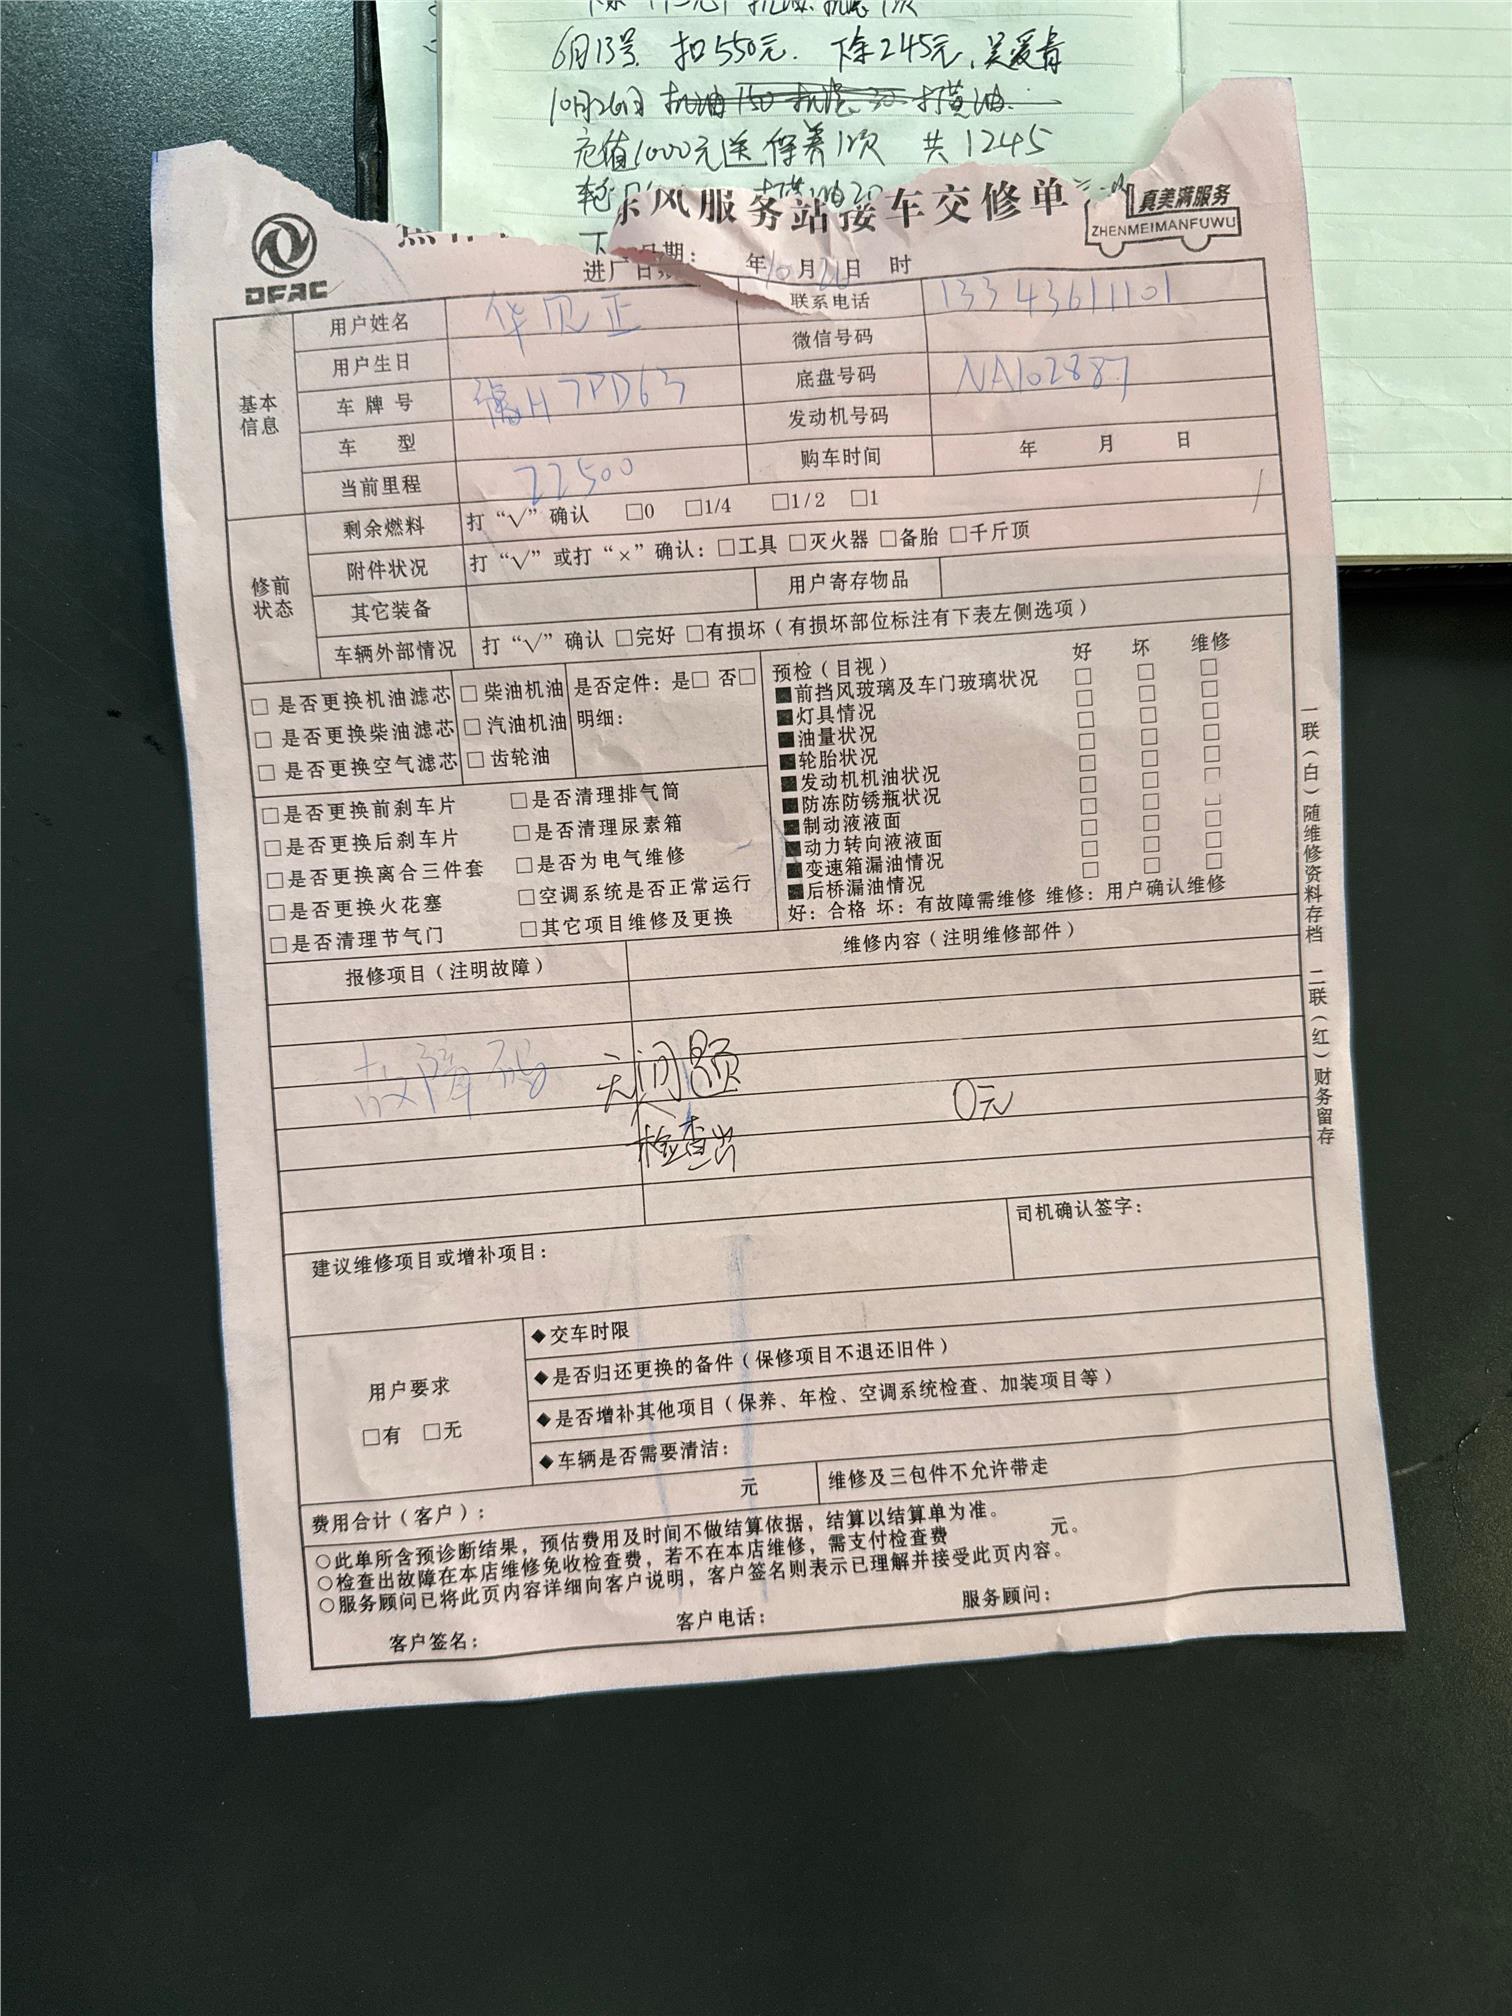 6月13号 扣550元. 下余245元,吴爱青
10月26日 机油150
充值1000元送保养1次 共1245
东风服务站接车交修单
真美满服务
ZHENMEIMANFUWU
DFAC
进厂日期: 年10月26日 时
基本信息
用户姓名
联系电话 13343611101
用户生日
微信号码
车牌号 H7PD63
底盘号码 NA102887
车 型
发动机号码
当前里程 22500
购车时间 年 月 日
修前状态
剩余燃料 打“√”确认 □0 □1/4 □1/2 □1
附件状况 打“√”或打“×”确认:□工具 □灭火器 □备胎 □千斤顶
其它装备
用户寄存物品
车辆外部情况 打“√”确认 □完好 □有损坏(有损坏部位标注有下表左侧选项)
□ 是否更换机油滤芯
□ 是否更换柴油滤芯
□ 是否更换空气滤芯
□ 柴油机油
□ 汽油机油
□ 齿轮油
是否定件:是□ 否□
明细:
□是否更换前刹车片
□是否更换后刹车片
□是否更换离合三件套
□是否更换火花塞
□是否清理节气门
□是否清理排气筒
□是否清理尿素箱
□是否为电气维修
□空调系统是否正常运行
□其它项目维修及更换
预检(目视) 好 坏 维修
■前挡风玻璃及车门玻璃状况 □ □ □
■灯具情况 □ □ □
■油量状况 □ □ □
■轮胎状况 □ □ □
■发动机机油状况 □ □ □
■防冻防锈瓶状况 □ □ □
■制动液液面 □ □ □
■动力转向液液面 □ □ □
■变速箱漏油情况 □ □ □
■后桥漏油情况 □ □ □
好:合格 坏:有故障需维修 维修:用户确认维修
报修项目(注明故障)
维修内容(注明维修部件)
故障码 无问题 0元
检查出
建议维修项目或增补项目:
司机确认签字:
用户要求
□有 □无
◆交车时限
◆是否归还更换的备件(保修项目不退还旧件)
◆是否增补其他项目(保养、年检、空调系统检查、加装项目等)
◆车辆是否需要清洁:
费用合计(客户): 元
维修及三包件不允许带走
○此单所含预诊断结果,预估费用及时间不做结算依据,结算以结算单为准。
○检查出故障在本店维修免收检查费,若不在本店维修,需支付检查费 元。
○服务顾问已将此页内容详细向客户说明,客户签名则表示已理解并接受此页内容。
客户签名: 客户电话: 服务顾问:
一联(白)随维修资料存档 二联(红)财务留存